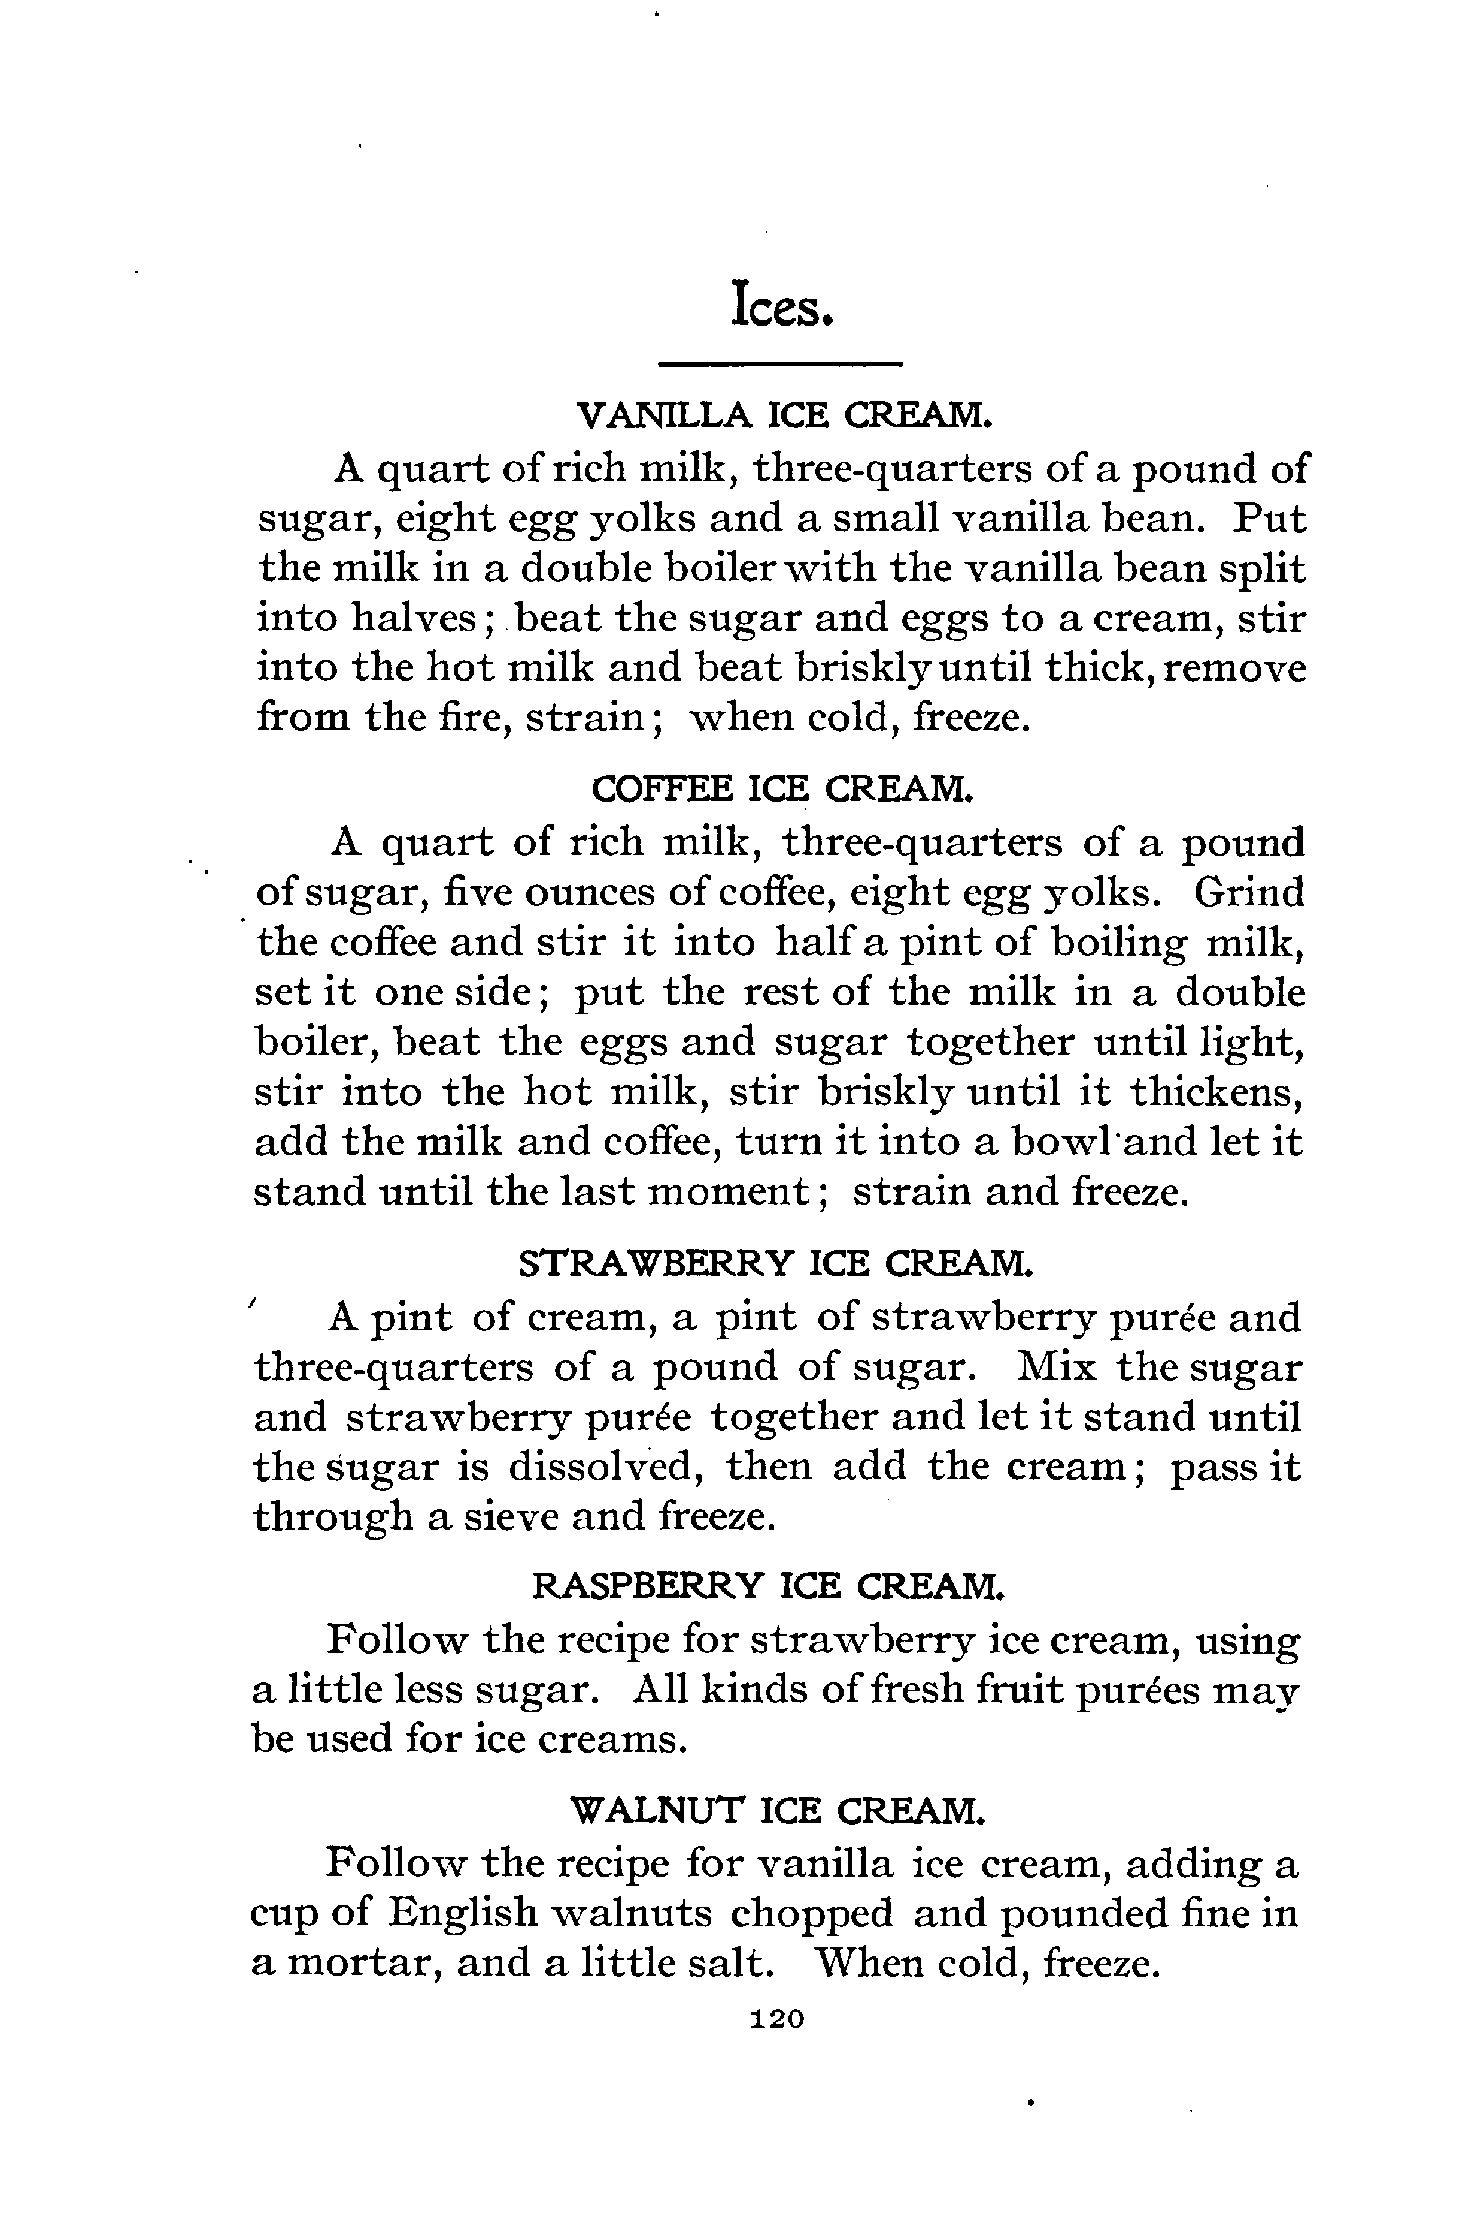 Ices.
VANILLA ICE CREAM.
A quart of rich milk, three-quarters of a pound of
sugar, eight egg yolks and a small vanilla bean. Put
the milk in a double boiler with the vanilla bean split
into halves; beat the sugar and eggs to a cream, stir
into the hot milk and beat briskly until thick, remove
from the fire, strain; when cold, freeze.
COFFEE ICE CREAM.
A quart of rich milk, three-quarters of a pound
of sugar, five ounces of coffee, eight egg yolks. Grind
the coffee and stir it into half a pint of boiling milk,
set it one side; put the rest of the milk in a double
boiler, beat the eggs and sugar together until light,
stir into the hot milk, stir briskly until it thickens,
add the milk and coffee, turn it into a bowl and let it
stand until the last moment; strain and freeze.
STRAWBERRY ICE CREAM.
A pint of cream, a pint of strawberry purée and
three-quarters of a pound of sugar. Mix the sugar
and strawberry purée together and let it stand until
the sugar is dissolved, then add the cream; pass it
through a sieve and freeze.
RASPBERRY ICE CREAM.
Follow the recipe for strawberry ice cream, using
a little less sugar. All kinds of fresh fruit purées may
be used for ice creams.
WALNUT ICE CREAM.
Follow the recipe for vanilla ice cream, adding a
cup of English walnuts chopped and pounded fine in
a mortar, and a little salt. When cold, freeze.
120